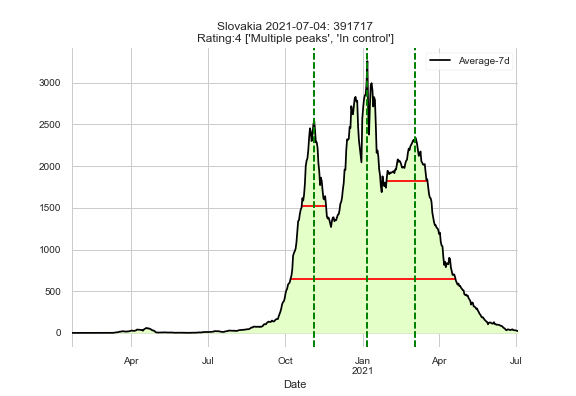 Slovakia 2021-07-04: 391717
Rating:4 ['Multiple peaks', 'In control']
Average-7d
3000
2500
2000
1500
1000
500
0
Apr
Jul
Oct
Jan
2021
Apr
Jul
Date